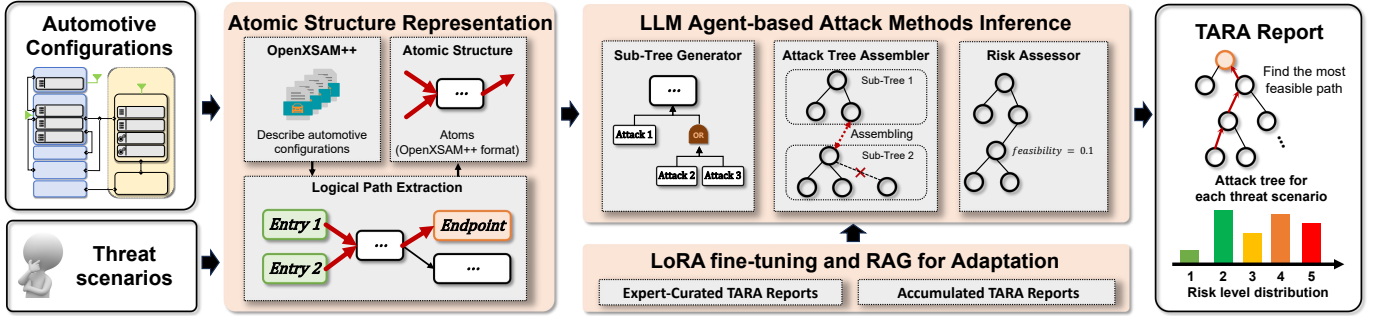 Automotive
Configurations
Threat
scenarios
Atomic Structure Representation
OpenXSAM++
Describe automotive
configurations
Atomic Structure
...
Atoms
(OpenXSAM++ format)
Logical Path Extraction
Entry 1
Entry 2
...
Endpoint
...
LLM Agent-based Attack Methods Inference
Sub-Tree Generator
...
Attack 1
OR
Attack 2
Attack 3
Attack Tree Assembler
Sub-Tree 1
Assembling
Sub-Tree 2
Risk Assessor
feasibility = 0.1
LoRA fine-tuning and RAG for Adaptation
Expert-Curated TARA Reports
Accumulated TARA Reports
TARA Report
Find the most
feasible path
...
Attack tree for
each threat scenario
1 2 3 4 5
Risk level distribution